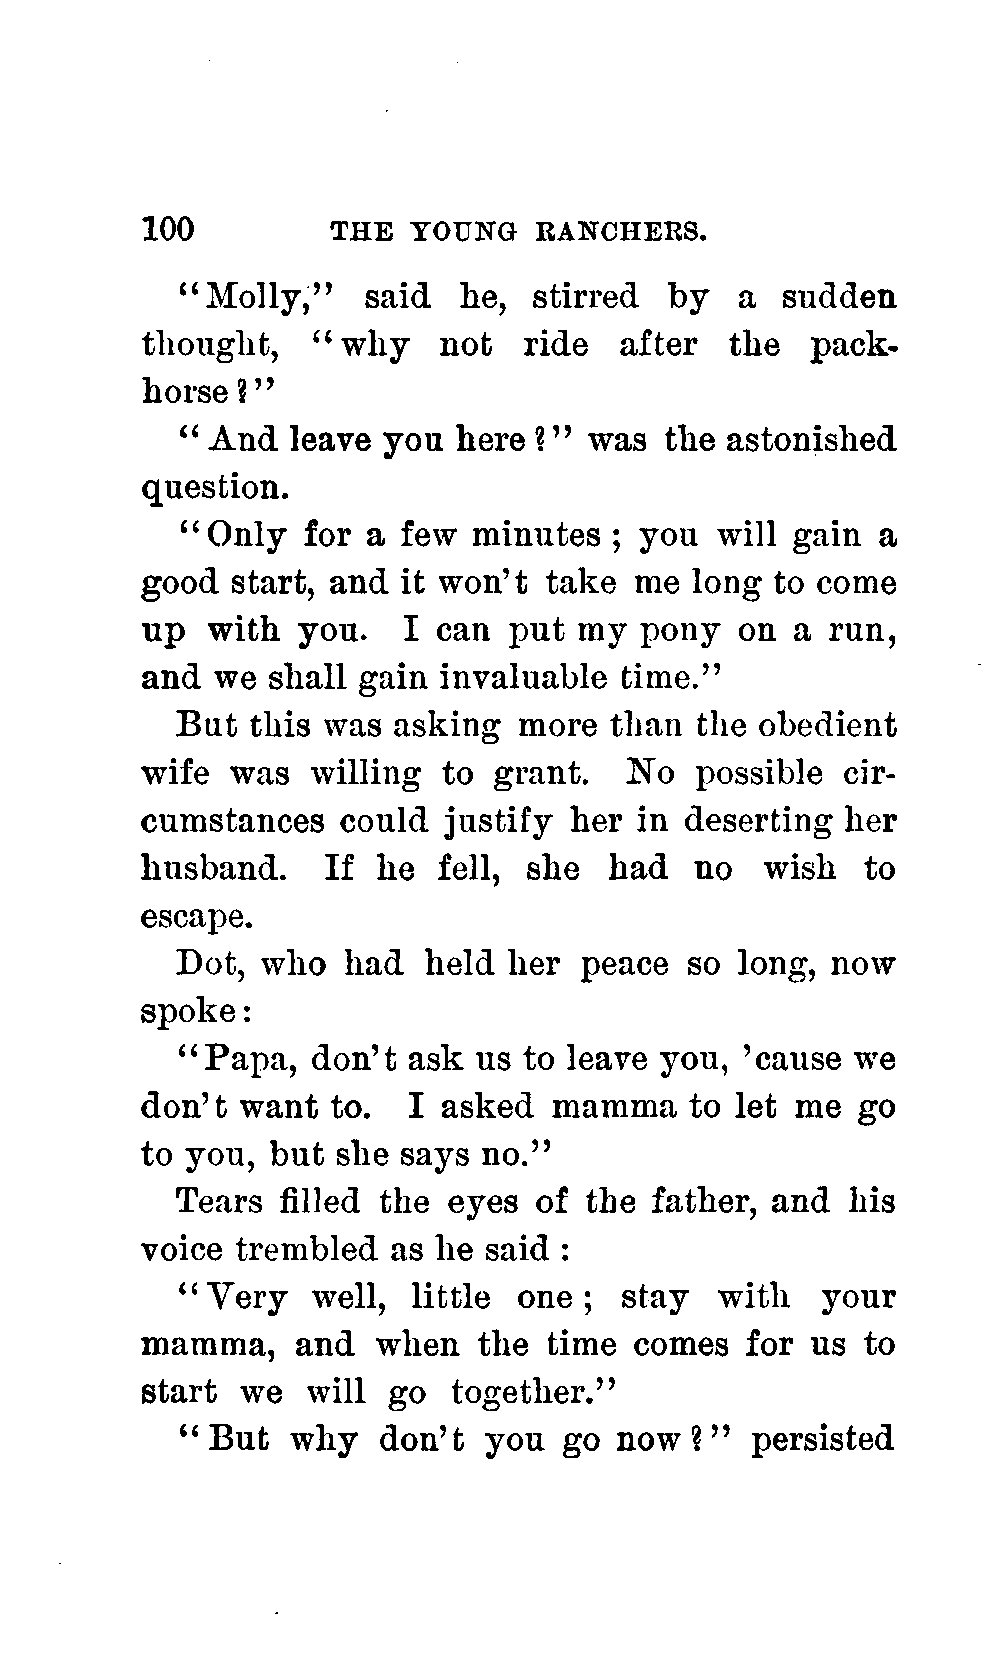 100 THE YOUNG RANCHERS.
"Molly," said he, stirred by a sudden
thought, "why not ride after the pack-
horse?"
"And leave you here?" was the astonished
question.
"Only for a few minutes; you will gain a
good start, and it won't take me long to come
up with you. I can put my pony on a run,
and we shall gain invaluable time."
But this was asking more than the obedient
wife was willing to grant. No possible cir-
cumstances could justify her in deserting her
husband. If he fell, she had no wish to
escape.
Dot, who had held her peace so long, now
spoke:
"Papa, don't ask us to leave you, 'cause we
don't want to. I asked mamma to let me go
to you, but she says no."
Tears filled the eyes of the father, and his
voice trembled as he said:
"Very well, little one; stay with your
mamma, and when the time comes for us to
start we will go together."
"But why don't you go now?" persisted